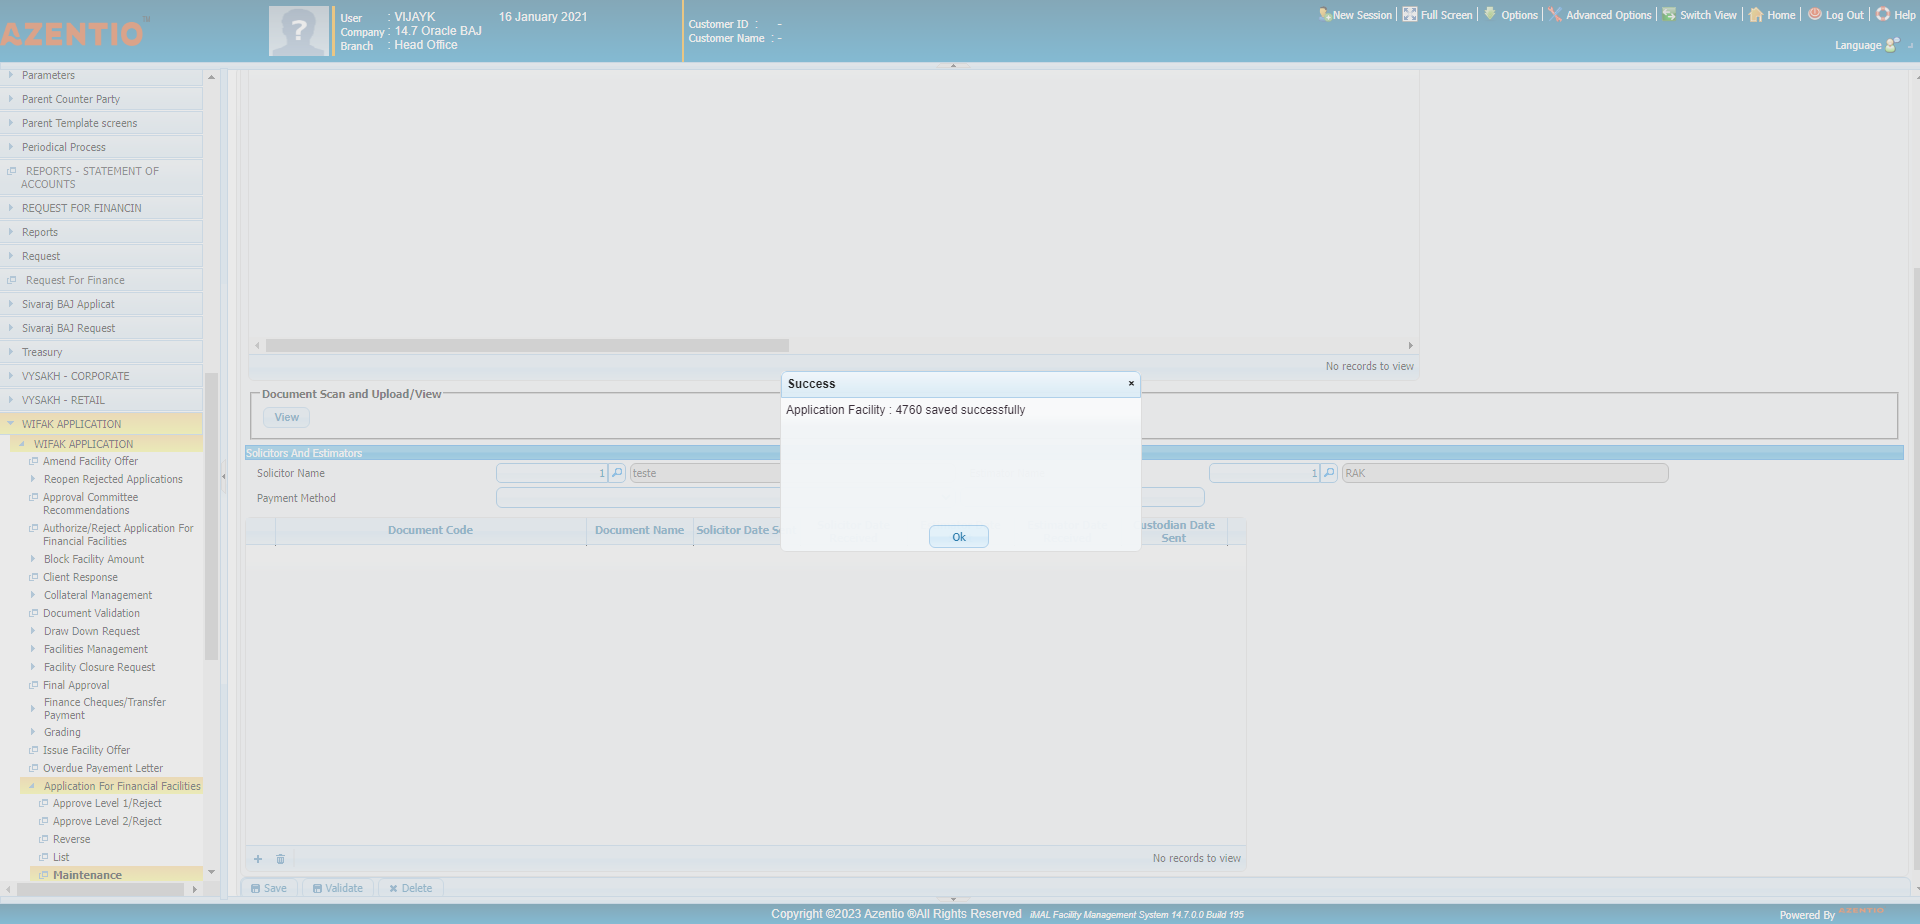 AZENTIO™
User : VIJAYK 16 January 2021
Company : 14.7 Oracle BAJ
Branch : Head Office
Customer ID : -
Customer Name : -
New Session
Full Screen
Options
Advanced Options
Switch View
Home
Log Out
Help
Language
Parameters
Parent Counter Party
Parent Template screens
Periodical Process
REPORTS - STATEMENT OF
ACCOUNTS
REQUEST FOR FINANCIN
Reports
Request
Request For Finance
Sivaraj BAJ Applicat
Sivaraj BAJ Request
Treasury
VYSAKH - CORPORATE
VYSAKH - RETAIL
WIFAK APPLICATION
WIFAK APPLICATION
Amend Facility Offer
Reopen Rejected Applications
Approval Committee
Recommendations
Authorize/Reject Application For
Financial Facilities
Block Facility Amount
Client Response
Collateral Management
Document Validation
Draw Down Request
Facilities Management
Facility Closure Request
Final Approval
Finance Cheques/Transfer
Payment
Grading
Issue Facility Offer
Overdue Payement Letter
Application For Financial Facilities
Approve Level 1/Reject
Approve Level 2/Reject
Reverse
List
Maintenance
No records to view
Document Scan and Upload/View
View
Solicitors And Estimators
Solicitor Name 1 teste 1 RAK
Payment Method
Document Code
Document Name
Solicitor Date S
ustodian Date
Sent
Success ×
Application Facility : 4760 saved successfully
Ok
No records to view
Save
Validate
Delete
Copyright ©2023 Azentio ®All Rights Reserved iMAL Facility Management System 14.7.0.0 Build 195
Powered By AZENTIO